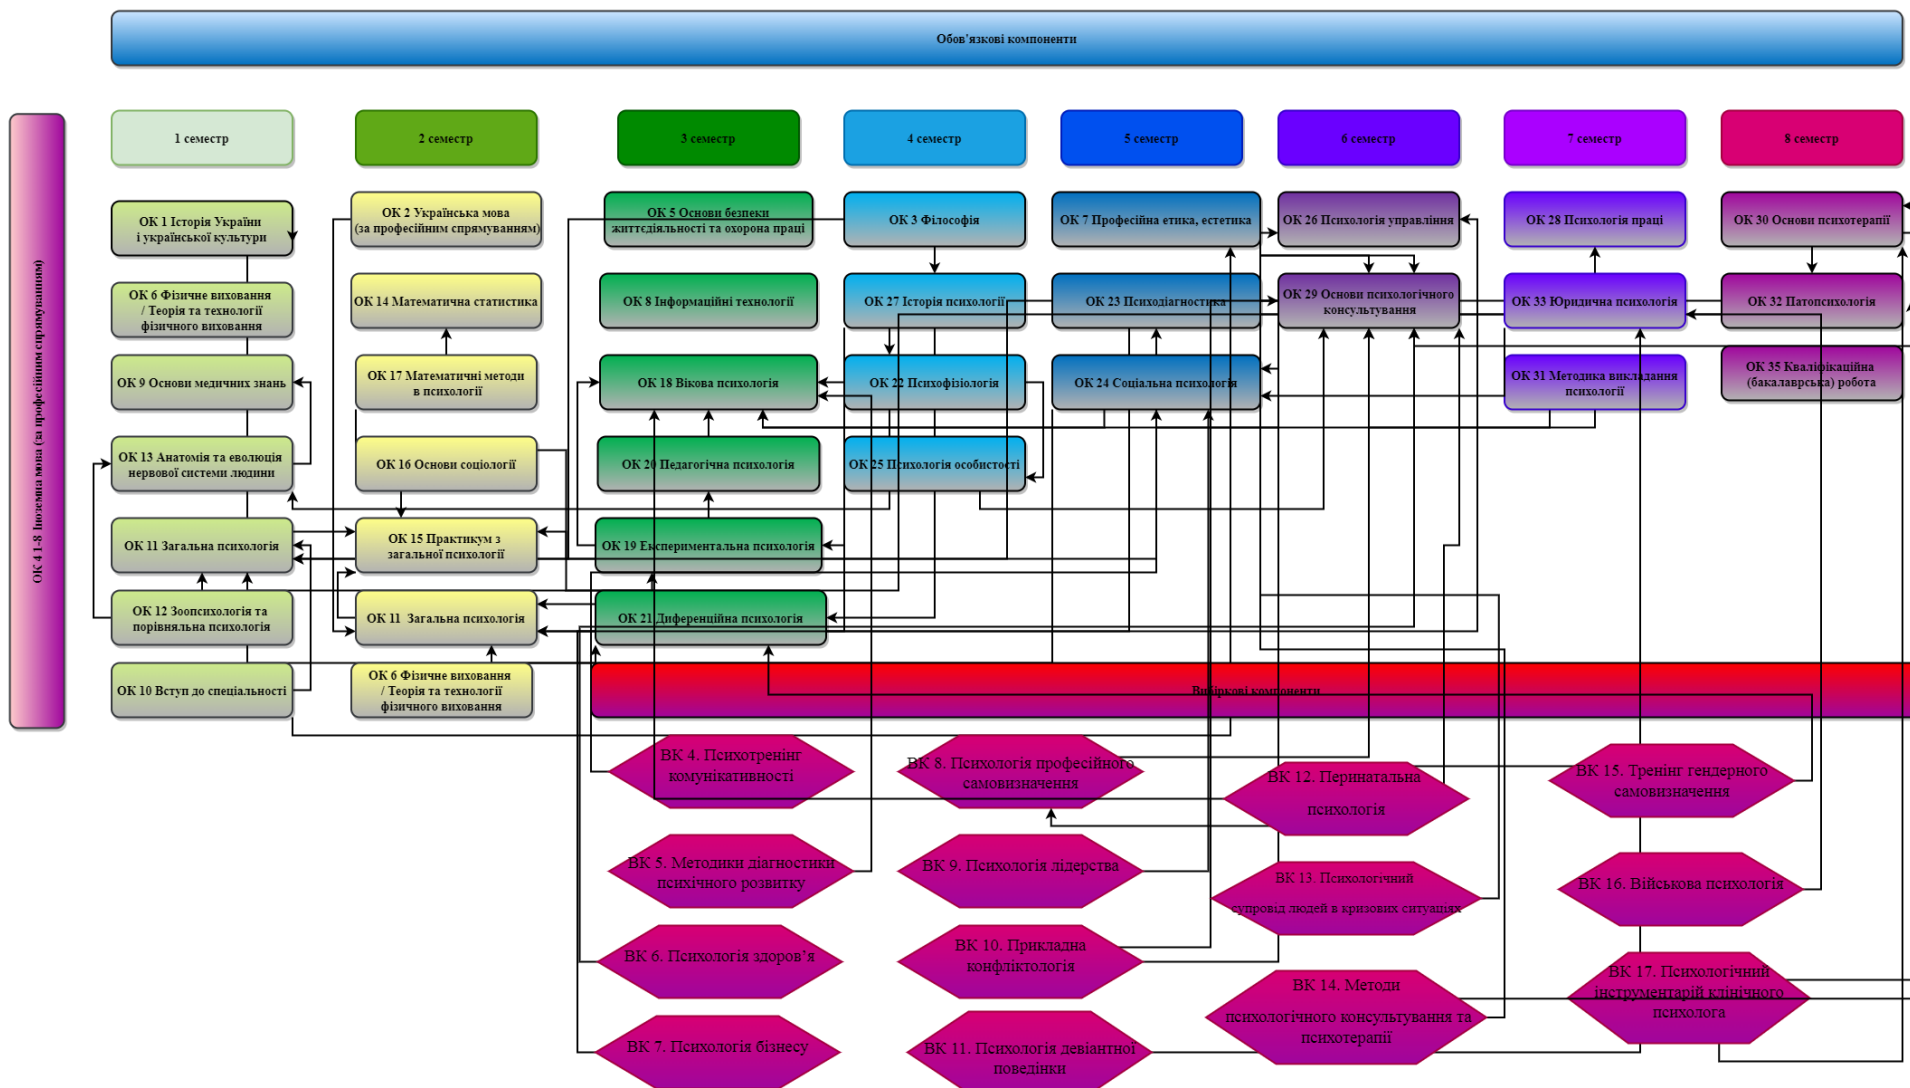 Обов'язкові компоненти
ОК 4 1-8 Іноземна мова (за професійним спрямуванням)
1 семестр
2 семестр
3 семестр
4 семестр
5 семестр
6 семестр
7 семестр
8 семестр
ОК 1 Історія України
і української культури
ОК 6 Фізичне виховання
/ Теорія та технології
фізичного виховання
ОК 9 Основи медичних знань
ОК 13 Анатомія та еволюція
нервової системи людини
ОК 11 Загальна психологія
ОК 12 Зоопсихологія та
порівняльна психологія
ОК 10 Вступ до спеціальності
ОК 2 Українська мова
(за професійним спрямуванням)
ОК 14 Математична статистика
ОК 17 Математичні методи
в психології
ОК 16 Основи соціології
ОК 15 Практикум з
загальної психології
ОК 11 Загальна психологія
ОК 6 Фізичне виховання
/ Теорія та технології
фізичного виховання
ОК 5 Основи безпеки
життєдіяльності та охорона праці
ОК 8 Інформаційні технології
ОК 18 Вікова психологія
ОК 20 Педагогічна психологія
ОК 19 Експериментальна психологія
ОК 21 Диференційна психологія
ОК 3 Філософія
ОК 27 Історія психології
ОК 22 Психофізіологія
ОК 25 Психологія особистості
ОК 7 Професійна етика, естетика
ОК 23 Психодіагностика
ОК 24 Соціальна психологія
ОК 26 Психологія управління
ОК 29 Основи психологічного
консультування
ОК 28 Психологія праці
ОК 33 Юридична психологія
ОК 31 Методика викладання
психології
ОК 30 Основи психотерапії
ОК 32 Патопсихологія
ОК 35 Кваліфікаційна
(бакалаврська) робота
Вибіркові компоненти
ВК 4. Психотренінг
комунікативності
ВК 5. Методики діагностики
психічного розвитку
ВК 6. Психологія здоров’я
ВК 7. Психологія бізнесу
ВК 8. Психологія професійного
самовизначення
ВК 9. Психологія лідерства
ВК 10. Прикладна
конфліктологія
ВК 11. Психологія девіантної
поведінки
ВК 12. Перинатальна
психологія
ВК 13. Психологічний
супровід людей в кризових ситуаціях
ВК 14. Методи
психологічного консультування та
психотерапії
ВК 15. Тренінг гендерного
самовизначення
ВК 16. Військова психологія
ВК 17. Психологічний
інструментарій клінічного
психолога